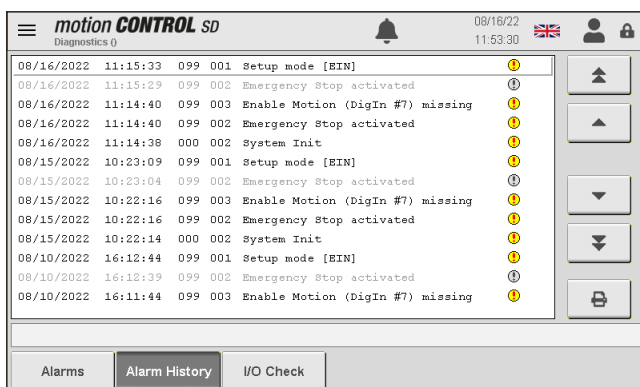 motion CONTROL SD
Diagnostics ()
08/16/22
11:53:30
08/16/2022 11:15:33 099 001 Setup mode [EIN]
08/16/2022 11:15:29 099 002 Emergency Stop activated
08/16/2022 11:14:40 099 003 Enable Motion (DigIn #7) missing
08/16/2022 11:14:40 099 002 Emergency Stop activated
08/16/2022 11:14:38 000 002 System Init
08/15/2022 10:23:09 099 001 Setup mode [EIN]
08/15/2022 10:23:04 099 002 Emergency Stop activated
08/15/2022 10:22:16 099 003 Enable Motion (DigIn #7) missing
08/15/2022 10:22:16 099 002 Emergency Stop activated
08/15/2022 10:22:14 000 002 System Init
08/10/2022 16:12:44 099 001 Setup mode [EIN]
08/10/2022 16:12:39 099 002 Emergency Stop activated
08/10/2022 16:11:44 099 003 Enable Motion (DigIn #7) missing
Alarms Alarm History I/O Check